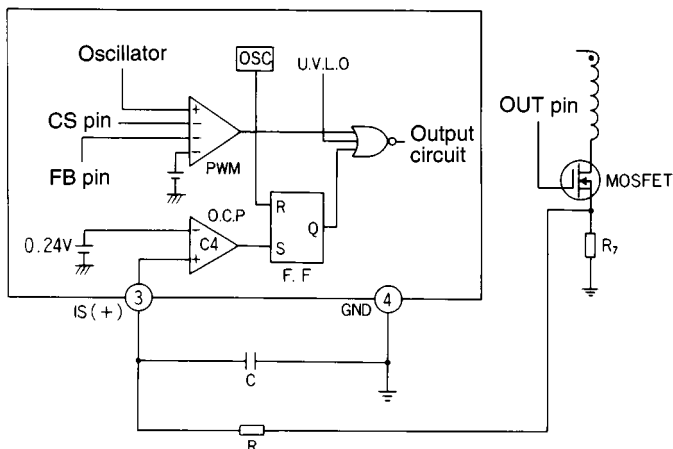 Oscillator
OSC
U.V.L.O
CS pin
OUT pin
+
−
−
−
Output
circuit
FB pin
PWM
MOSFET
O.C.P
R
Q
0.24V
−
C4
+
S
R7
F.F
3
4
IS(+)
GND
C
R